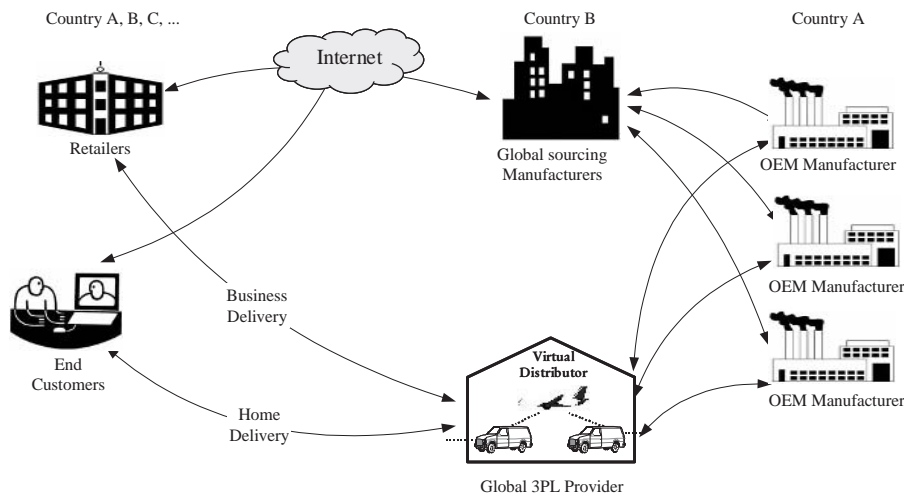 Country A, B, C, ...
Country B
Country A
Internet
Retailers
Global sourcing
Manufacturers
OEM Manufacturer
OEM Manufacturer
OEM Manufacturer
End
Customers
Business
Delivery
Home
Delivery
Virtual
Distributor
Global 3PL Provider